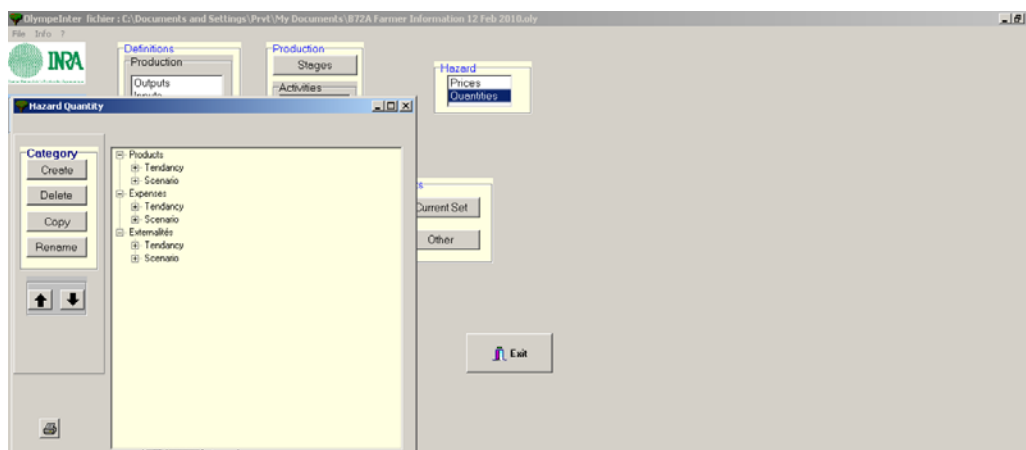 OlympeInter fichier : C:\Documents and Settings\Prvt\My Documents\B72A Farmer Information 12 Feb 2010.oly
File Info ?
INRA
Definitions
Production
Outputs
Inputs
Production
Stages
Activities
Hazard
Prices
Quantities
Hazard Quantity
Category
Create
Delete
Copy
Rename
Products
Tendancy
Scenario
Expenses
Tendancy
Scenario
Externalités
Tendancy
Scenario
Current Set
Other
Exit